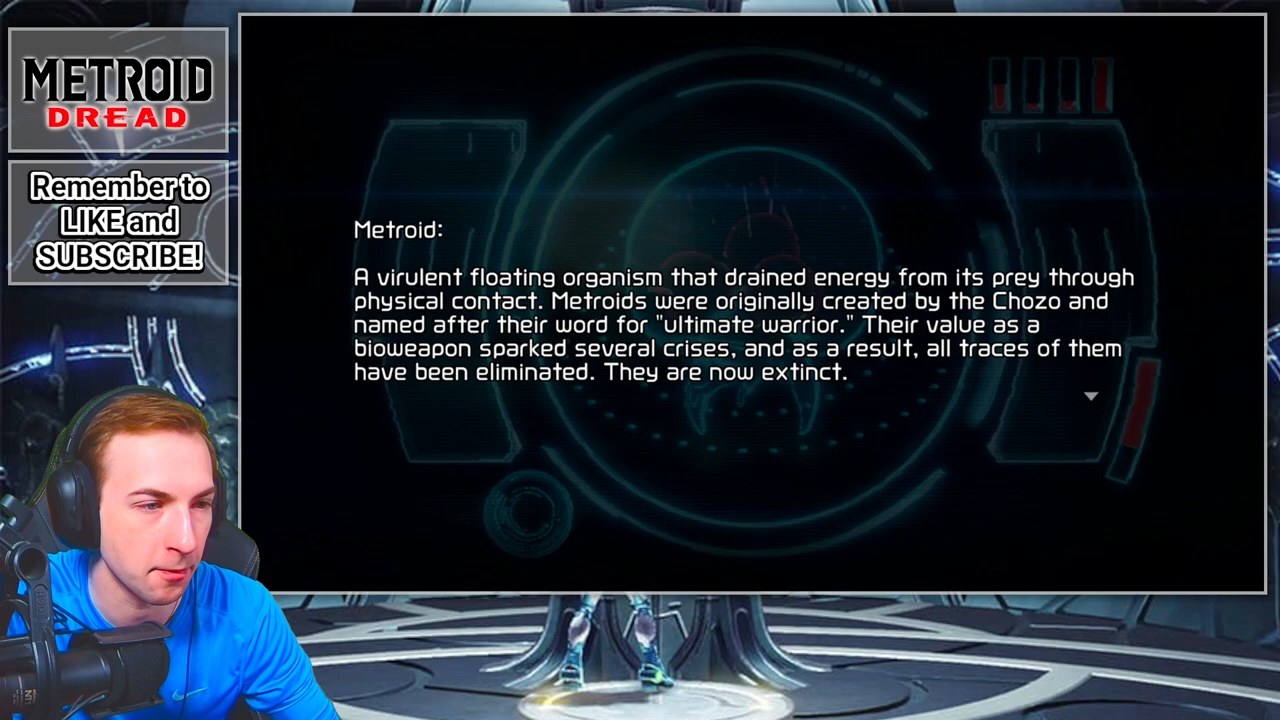 METROID
DREAD
Remember to
LIKE and
SUBSCRIBE!
Metroid:
A virulent floating organism that drained energy from its prey through
physical contact. Metroids were originally created by the Chozo and
named after their word for "ultimate warrior." Their value as a
bioweapon sparked several crises, and as a result, all traces of them
have been eliminated. They are now extinct.